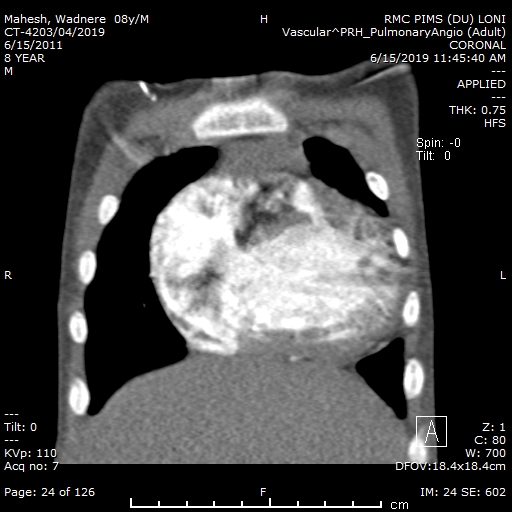 Mahesh, Wadnere 08y/M
CT-4203/04/2019
6/15/2011
8 YEAR
M
H
RMC PIMS (DU) LONI
Vascular^PRH_PulmonaryAngio (Adult)
CORONAL
6/15/2019 11:45:40 AM
---
APPLIED
---
THK: 0.75
HFS
Spin: -0
Tilt: 0
R
L
---
Tilt: 0
---
KVp: 110
Acq no: 7
Page: 24 of 126
F
cm
A
Z: 1
C: 80
W: 700
DFOV:18.4x18.4cm
IM: 24 SE: 602